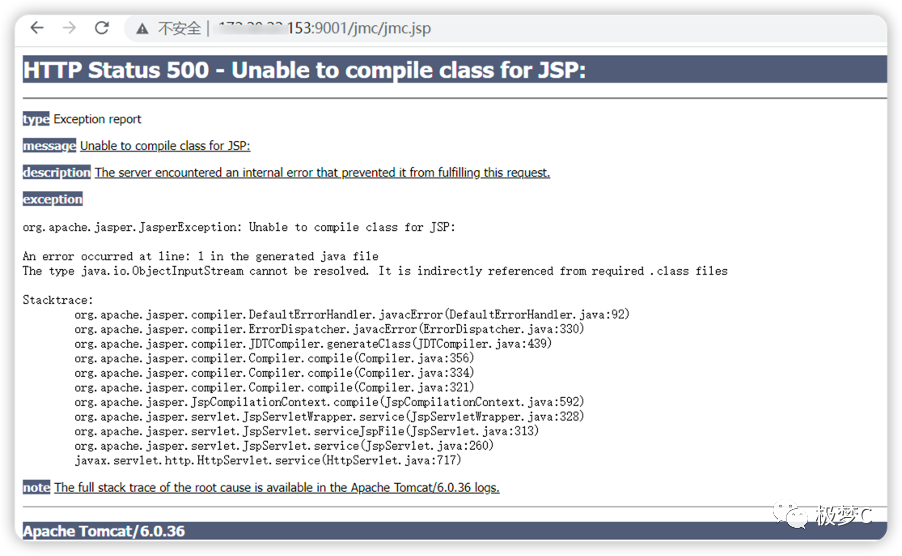 不安全 | 153:9001/jmc/jmc.jsp
HTTP Status 500 - Unable to compile class for JSP:
type Exception report
message Unable to compile class for JSP:
description The server encountered an internal error that prevented it from fulfilling this request.
exception
org.apache.jasper.JasperException: Unable to compile class for JSP:
An error occurred at line: 1 in the generated java file
The type java.io.ObjectInputStream cannot be resolved. It is indirectly referenced from required .class files
Stacktrace:
org.apache.jasper.compiler.DefaultErrorHandler.javacError(DefaultErrorHandler.java:92)
org.apache.jasper.compiler.ErrorDispatcher.javacError(ErrorDispatcher.java:330)
org.apache.jasper.compiler.JDTCompiler.generateClass(JDTCompiler.java:439)
org.apache.jasper.compiler.Compiler.compile(Compiler.java:356)
org.apache.jasper.compiler.Compiler.compile(Compiler.java:334)
org.apache.jasper.compiler.Compiler.compile(Compiler.java:321)
org.apache.jasper.JspCompilationContext.compile(JspCompilationContext.java:592)
org.apache.jasper.servlet.JspServletWrapper.service(JspServletWrapper.java:328)
org.apache.jasper.servlet.JspServlet.serviceJspFile(JspServlet.java:313)
org.apache.jasper.servlet.JspServlet.service(JspServlet.java:260)
javax.servlet.http.HttpServlet.service(HttpServlet.java:717)
note The full stack trace of the root cause is available in the Apache Tomcat/6.0.36 logs.
Apache Tomcat/6.0.36
极梦C